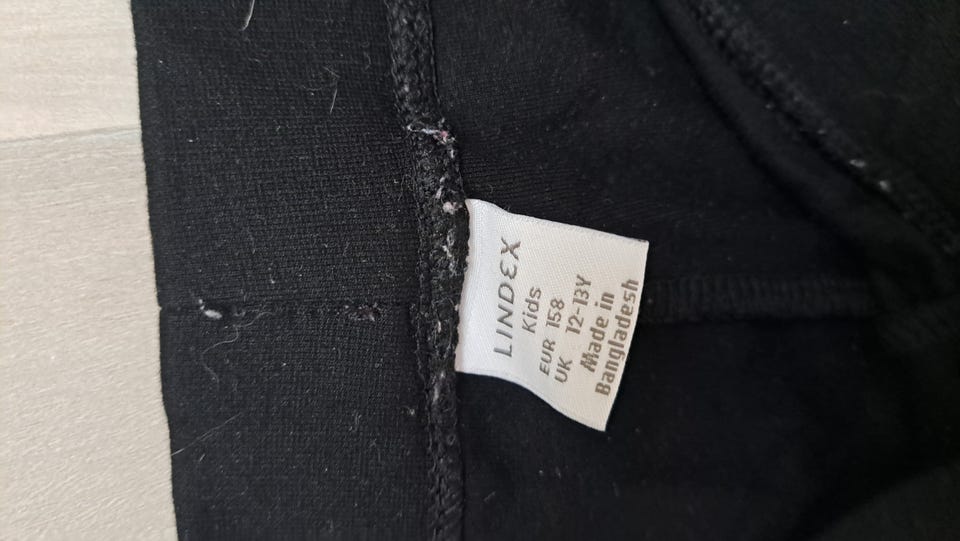 LINDEX
Kids
EUR 158
UK 12-13Y
Made in
Bangladesh